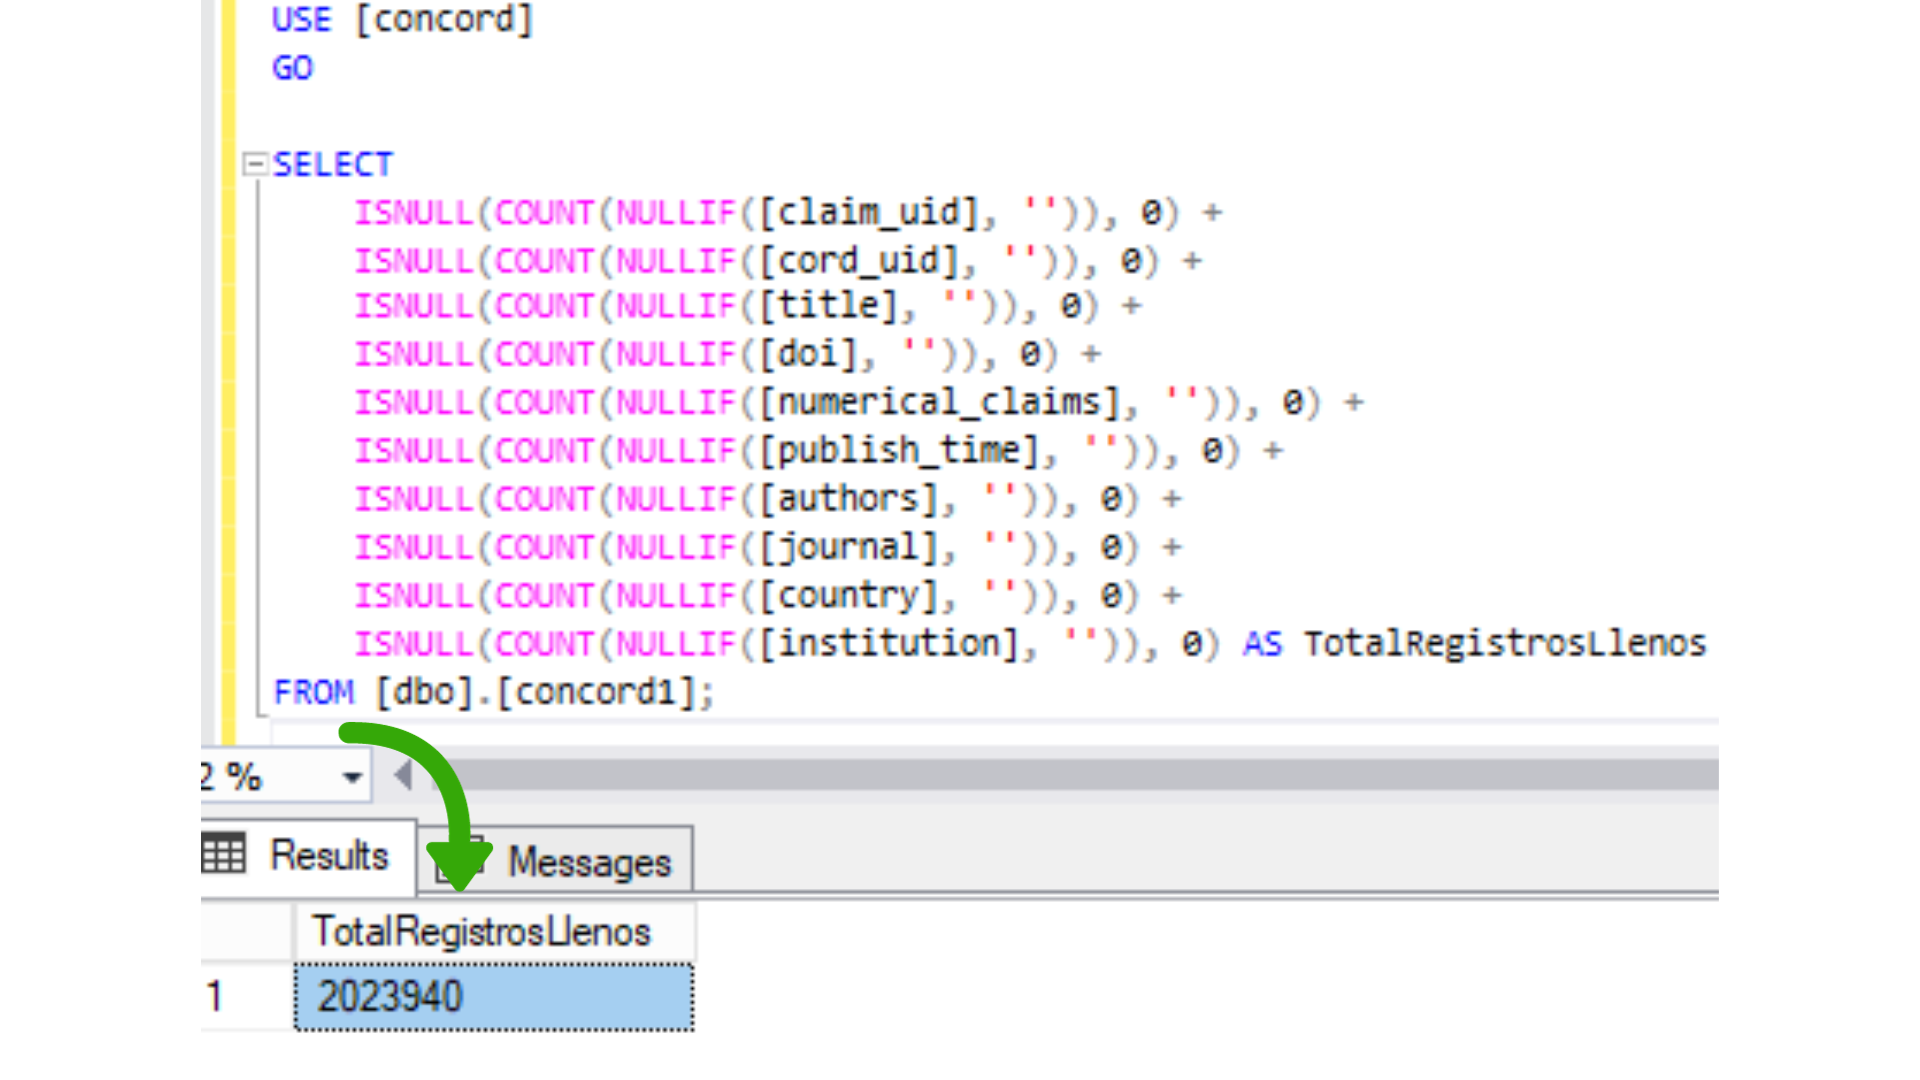 USE [concord]
GO
SELECT
ISNULL(COUNT(NULLIF([claim_uid], '')), 0) +
ISNULL(COUNT(NULLIF([cord_uid], '')), 0) +
ISNULL(COUNT(NULLIF([title], '')), 0) +
ISNULL(COUNT(NULLIF([doi], '')), 0) +
ISNULL(COUNT(NULLIF([numerical_claims], '')), 0) +
ISNULL(COUNT(NULLIF([publish_time], '')), 0) +
ISNULL(COUNT(NULLIF([authors], '')), 0) +
ISNULL(COUNT(NULLIF([journal], '')), 0) +
ISNULL(COUNT(NULLIF([country], '')), 0) +
ISNULL(COUNT(NULLIF([institution], '')), 0) AS TotalRegistrosLlenos
FROM [dbo].[concord1];
2 %
Results Messages
TotalRegistrosLlenos
1 2023940